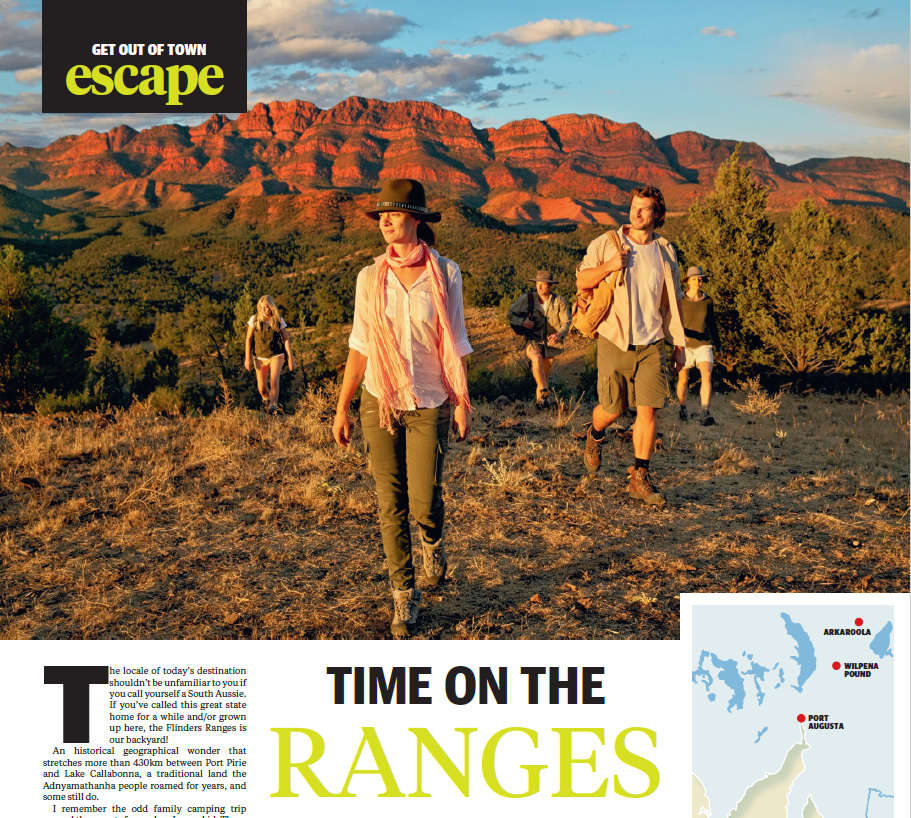 GET OUT OF TOWN
escape
The locale of today's destination
shouldn't be unfamiliar to you if
you call yourself a South Aussie.
If you've called this great state
home for a while and/or grown
up here, the Flinders Ranges is
our backyard!
An historical geographical wonder that
stretches more than 430km between Port Pirie
and Lake Callabonna, a traditional land the
Adnyamathanha people roamed for years, and
some still do.
I remember the odd family camping trip
TIME ON THE
RANGES
ARKAROOLA
WILPENA
POUND
PORT
AUGUSTA